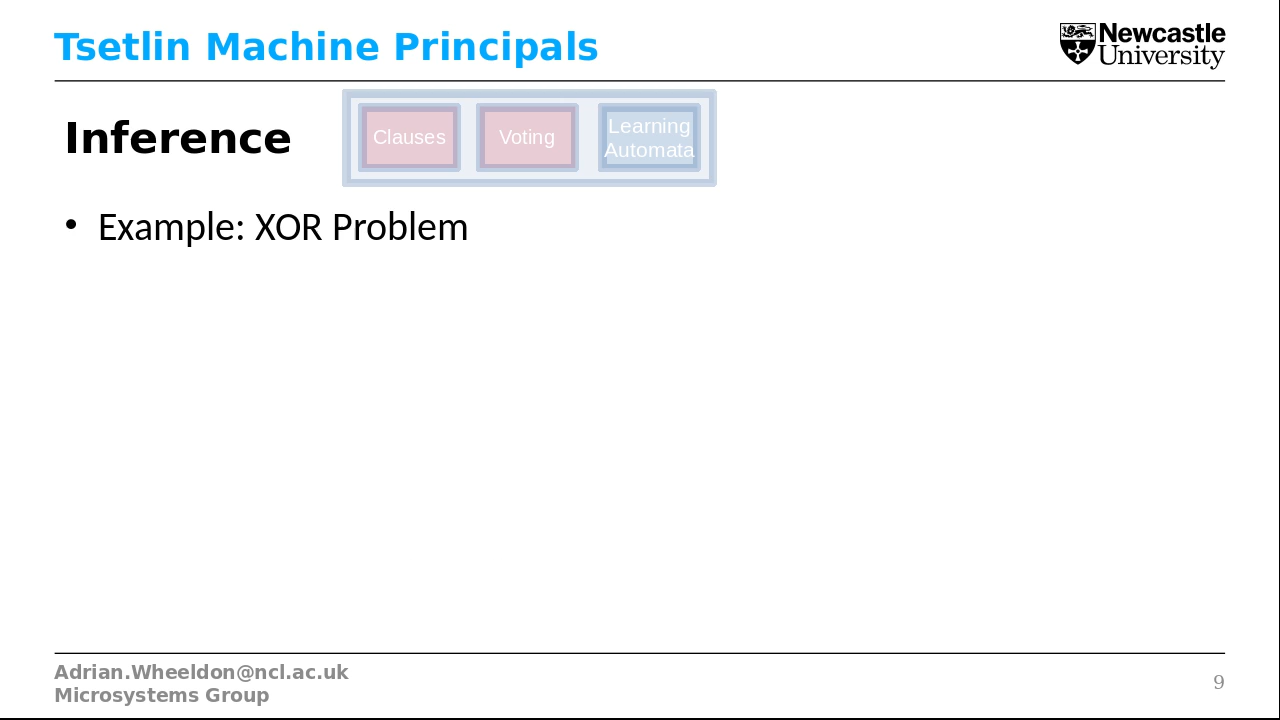 Tsetlin Machine Principals
Newcastle
University
Inference
Clauses
Voting
Learning
Automata
• Example: XOR Problem
Adrian.Wheeldon@ncl.ac.uk
Microsystems Group
9